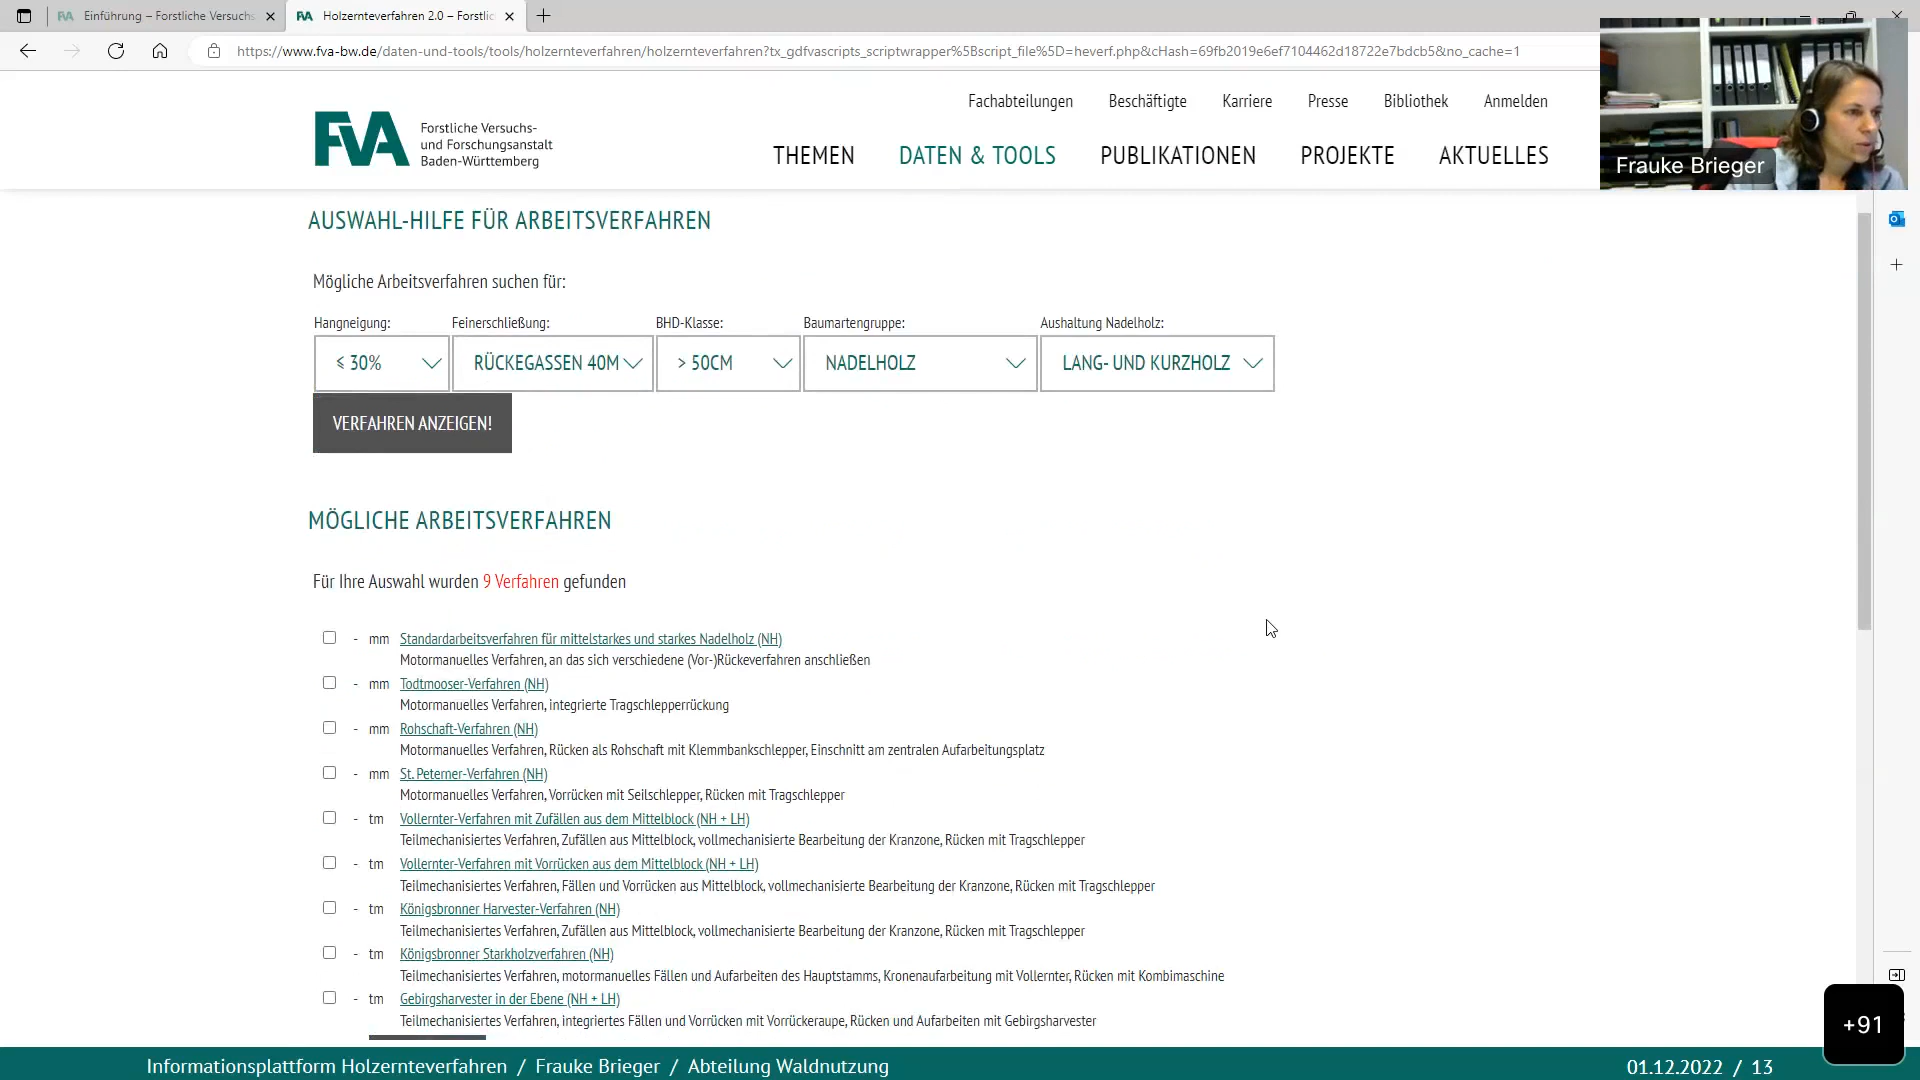 Einführung – Forstliche Versuchs
Holzernteverfahren 2.0 – Forstlic
https://www.fva-bw.de/daten-und-tools/tools/holzernteverfahren/holzernteverfahren?tx_gdfvascripts_scriptwrapper%5Bscript_file%5D=heverf.php&cHash=69fb2019e6ef7104462d18722e7bdcb5&no_cache=1
Fachabteilungen Beschäftigte Karriere Presse Bibliothek Anmelden
FVA
Forstliche Versuchs-
und Forschungsanstalt
Baden-Württemberg
THEMEN DATEN & TOOLS PUBLIKATIONEN PROJEKTE AKTUELLES
Frauke Brieger
AUSWAHL-HILFE FÜR ARBEITSVERFAHREN
Mögliche Arbeitsverfahren suchen für:
Hangneigung: Feinerschließung: BHD-Klasse: Baumartengruppe: Aushaltung Nadelholz:
≤ 30% RÜCKEGASSEN 40M > 50CM NADELHOLZ LANG- UND KURZHOLZ
VERFAHREN ANZEIGEN!
MÖGLICHE ARBEITSVERFAHREN
Für Ihre Auswahl wurden 9 Verfahren gefunden
- mm Standardarbeitsverfahren für mittelstarkes und starkes Nadelholz (NH)
Motormanuelles Verfahren, an das sich verschiedene (Vor-)Rückeverfahren anschließen
- mm Todtmooser-Verfahren (NH)
Motormanuelles Verfahren, integrierte Tragschlepperrückung
- mm Rohschaft-Verfahren (NH)
Motormanuelles Verfahren, Rücken als Rohschaft mit Klemmbankschlepper, Einschnitt am zentralen Aufarbeitungsplatz
- mm St. Peterner-Verfahren (NH)
Motormanuelles Verfahren, Vorrücken mit Seilschlepper, Rücken mit Tragschlepper
- tm Vollernter-Verfahren mit Zufällen aus dem Mittelblock (NH + LH)
Teilmechanisiertes Verfahren, Zufällen aus Mittelblock, vollmechanisierte Bearbeitung der Kranzone, Rücken mit Tragschlepper
- tm Vollernter-Verfahren mit Vorrücken aus dem Mittelblock (NH + LH)
Teilmechanisiertes Verfahren, Fällen und Vorrücken aus Mittelblock, vollmechanisierte Bearbeitung der Kranzone, Rücken mit Tragschlepper
- tm Königsbronner Harvester-Verfahren (NH)
Teilmechanisiertes Verfahren, Zufällen aus Mittelblock, vollmechanisierte Bearbeitung der Kranzone, Rücken mit Tragschlepper
- tm Königsbronner Starkholzverfahren (NH)
Teilmechanisiertes Verfahren, motormanuelles Fällen und Aufarbeiten des Hauptstamms, Kronenaufarbeitung mit Vollernter, Rücken mit Kombimaschine
- tm Gebirgsharvester in der Ebene (NH + LH)
Teilmechanisiertes Verfahren, integriertes Fällen und Vorrücken mit Vorrückeraupe, Rücken und Aufarbeiten mit Gebirgsharvester
+91
Informationsplattform Holzernteverfahren / Frauke Brieger / Abteilung Waldnutzung
01.12.2022 / 13